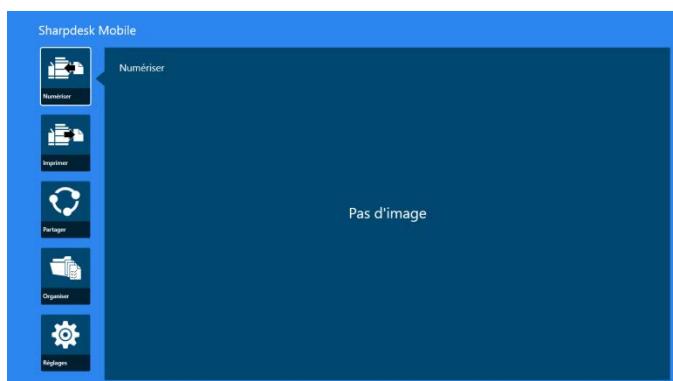 Sharpdesk Mobile
Numériser
Numériser
Imprimer
Pas d'image
Partager
Organiser
Réglages